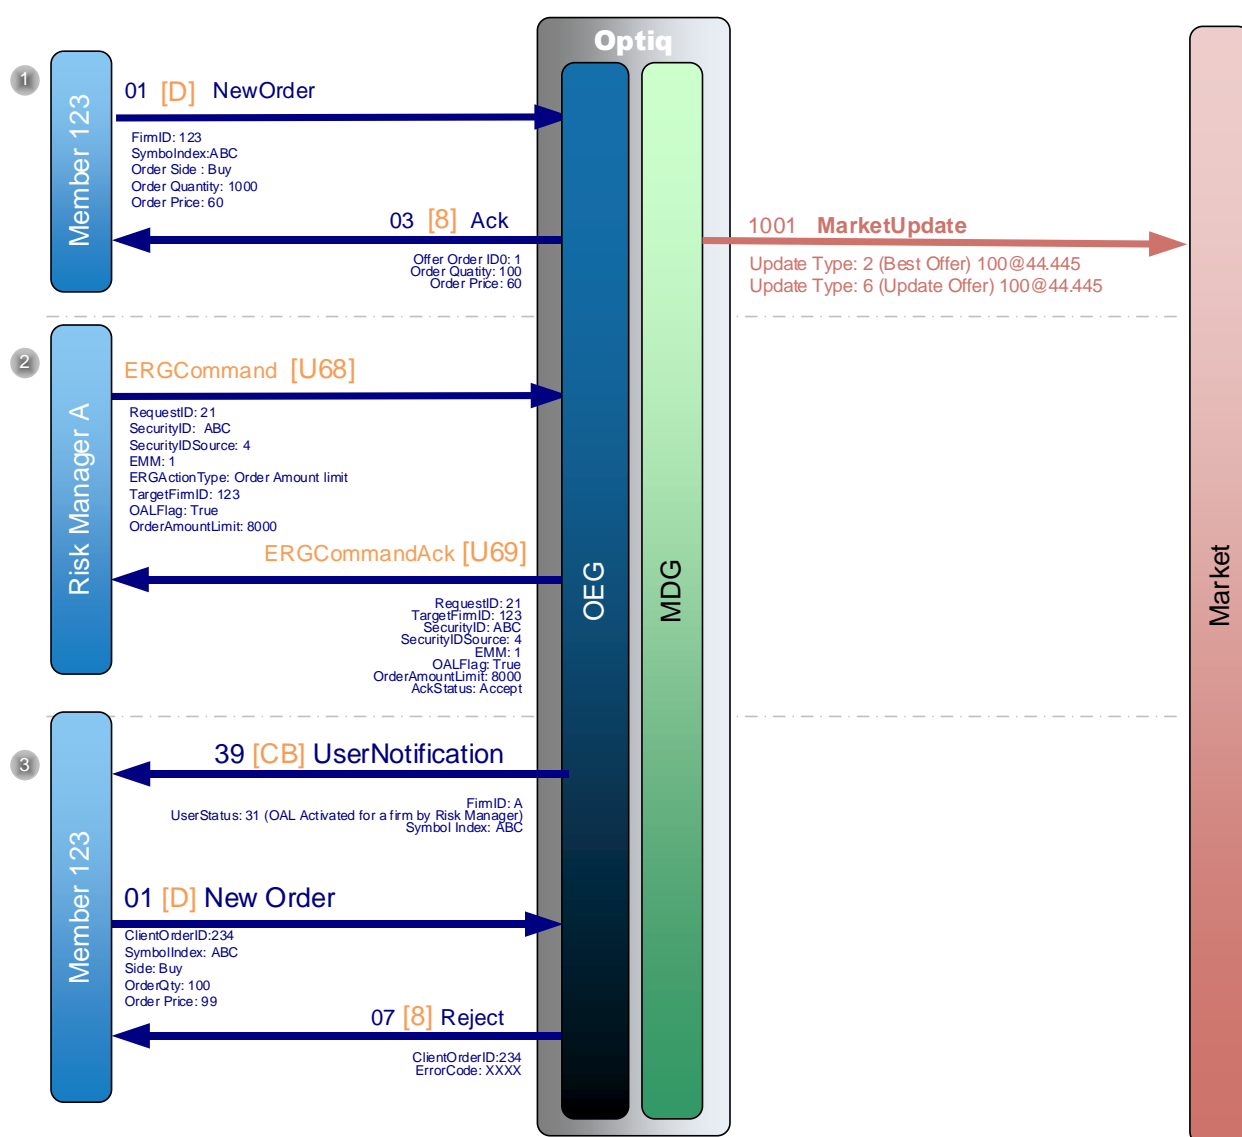 Optiq
1
Member 123
01 [D] NewOrder
FirmID: 123
SymbolIndex:ABC
Order Side : Buy
Order Quantity: 1000
Order Price: 60
03 [8] Ack
Offer Order ID0: 1
Order Quatity: 100
Order Price: 60
1001 MarketUpdate
Update Type: 2 (Best Offer) 100@44.445
Update Type: 6 (Update Offer) 100@44.445
2
Risk Manager A
ERGCommand [U68]
RequestID: 21
SecurityID: ABC
SecurityIDSource: 4
EMM: 1
ERGActionType: Order Amount limit
TargetFirmID: 123
OALFlag: True
OrderAmountLimit: 8000
ERGCommandAck [U69]
RequestID: 21
TargetFirmID: 123
SecurityID: ABC
SecurityIDSource: 4
EMM: 1
OALFlag: True
OrderAmountLimit: 8000
AckStatus: Accept
OEG
MDG
Market
3
Member 123
39 [CB] UserNotification
FirmID: A
UserStatus: 31 (OAL Activated for a firm by Risk Manager)
Symbol Index: ABC
01 [D] New Order
ClientOrderID:234
SymbolIndex: ABC
Side: Buy
OrderQty: 100
Order Price: 99
07 [8] Reject
ClientOrderID:234
ErrorCode: XXXX